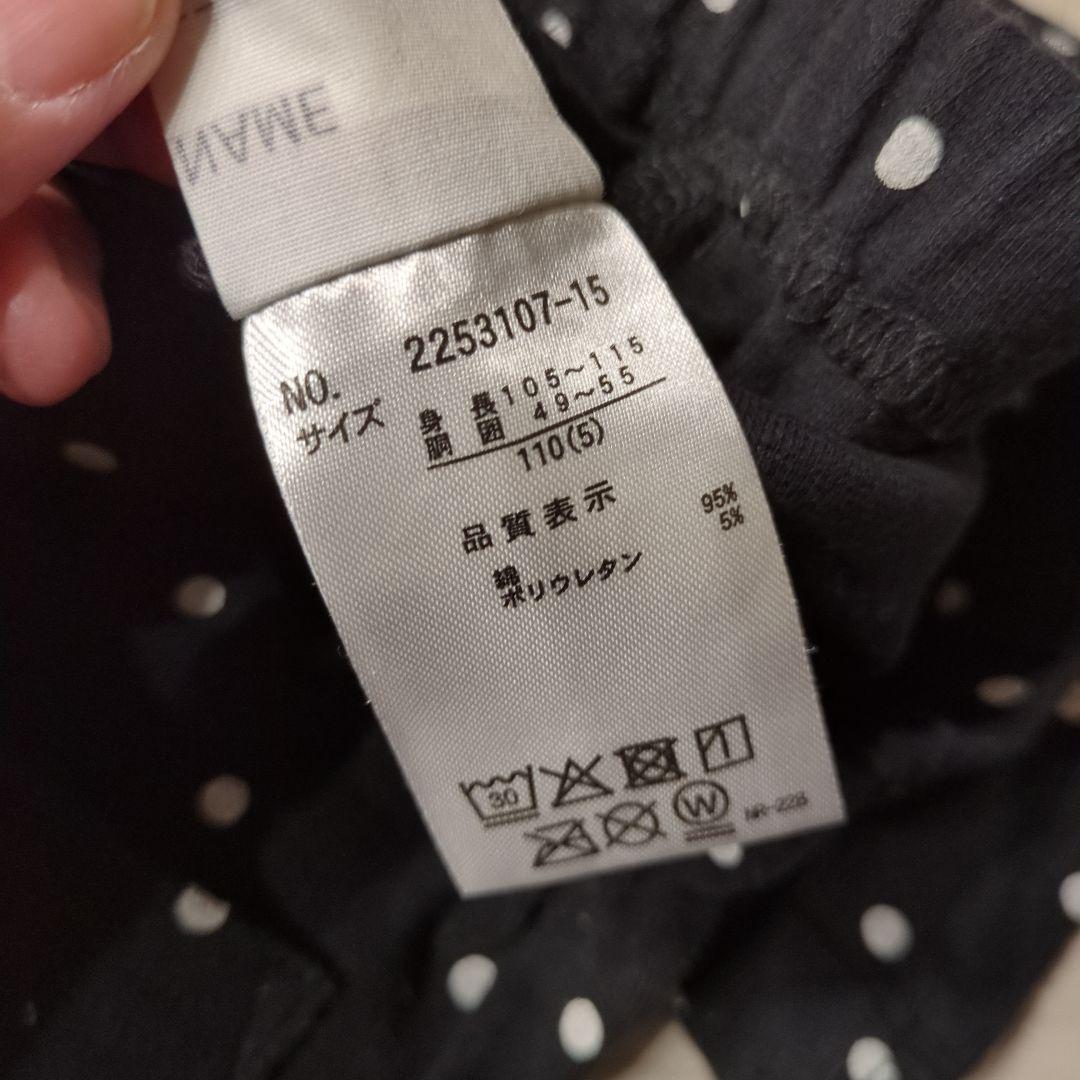 NAME
NO. 2253107-15
サイズ 身長105～115
胴囲 49～55
110(5)
品質表示
綿 95%
ポリウレタン 5%
30
W